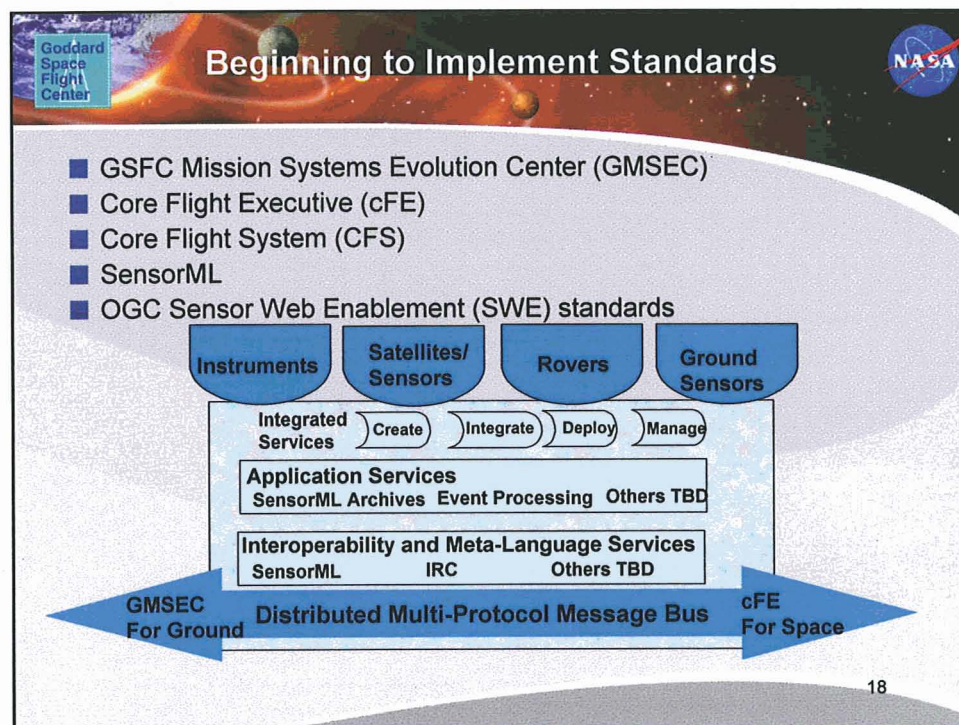 Goddard
Space
Flight
Center
Beginning to Implement Standards
NASA
GSFC Mission Systems Evolution Center (GMSEC)
Core Flight Executive (cFE)
Core Flight System (CFS)
SensorML
OGC Sensor Web Enablement (SWE) standards
Instruments
Satellites/
Sensors
Rovers
Ground
Sensors
Integrated
Services
Create
Integrate
Deploy
Manage
Application Services
SensorML Archives Event Processing Others TBD
Interoperability and Meta-Language Services
SensorML IRC Others TBD
GMSEC
For Ground
Distributed Multi-Protocol Message Bus
cFE
For Space
18